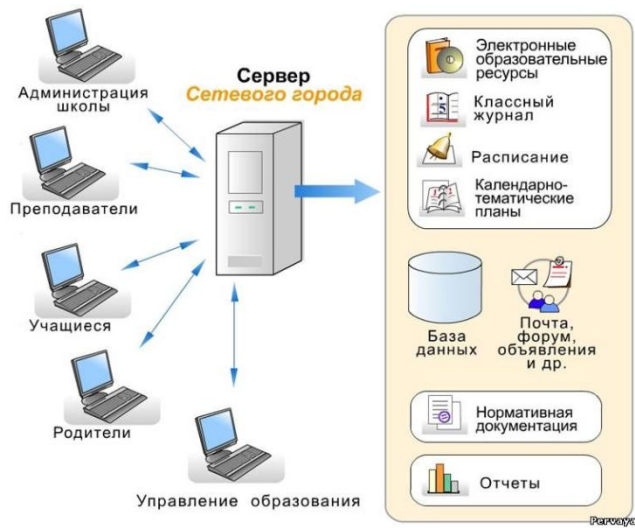 Администрация
школы
Преподаватели
Учащиеся
Родители
Управление образования
Сервер
Сетевого города
Электронные
образовательные
ресурсы
Классный
журнал
Расписание
Календарно-
тематические
планы
База
данных
Почта,
форум,
объявления
и др.
Нормативная
документация
Отчеты